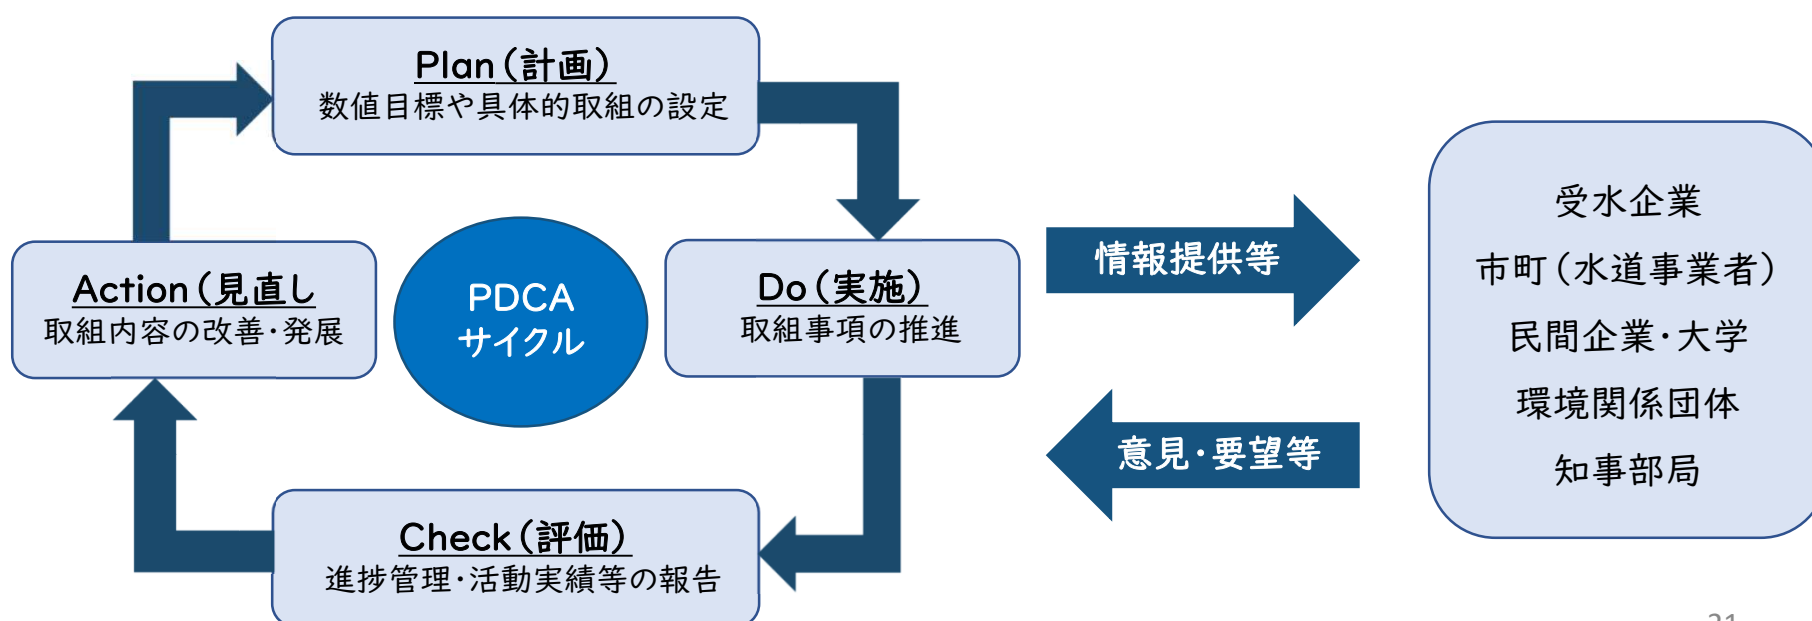 Plan(計画)
数値目標や具体的取組の設定
Action(見直し
取組内容の改善・発展
PDCA
サイクル
Do(実施)
取組事項の推進
Check(評価)
進捗管理・活動実績等の報告
情報提供等
意見・要望等
受水企業
市町(水道事業者)
民間企業・大学
環境関係団体
知事部局